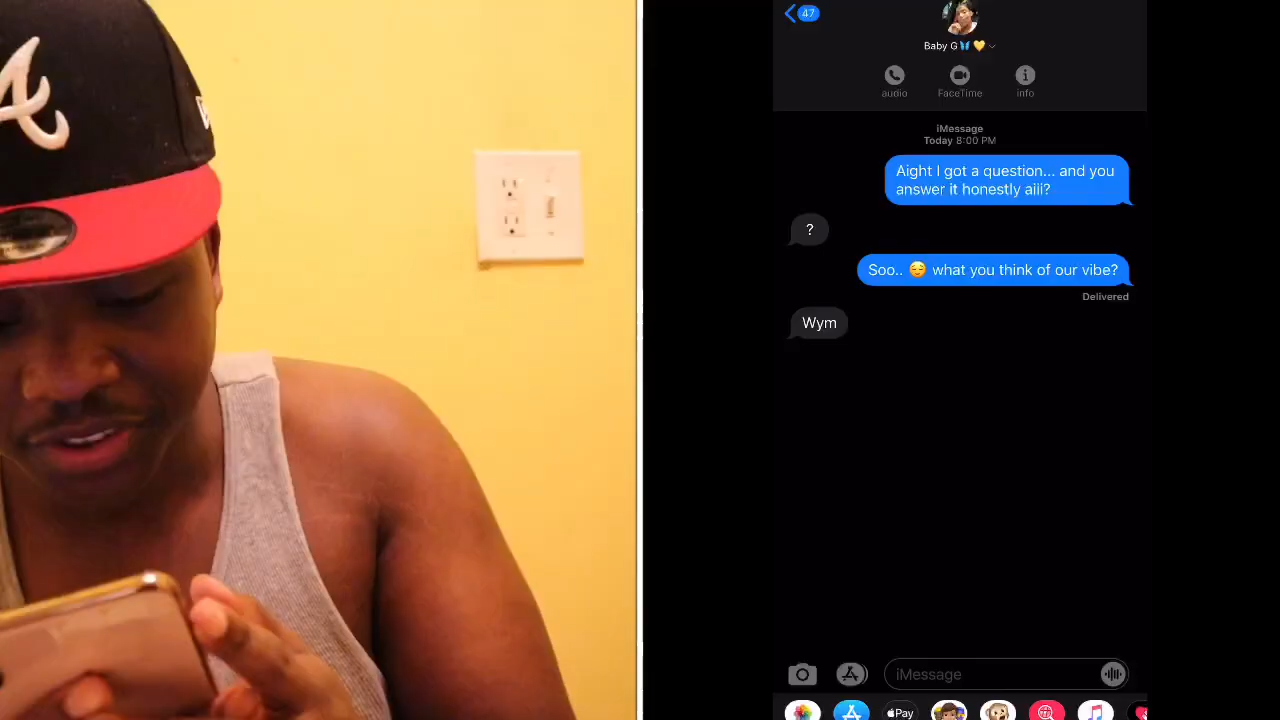 A
47
Baby G🦋💛
audio
FaceTime
info
iMessage
Today 8:00 PM
Aight I got a question... and you
answer it honestly aiii?
?
Soo.. 😌 what you think of our vibe?
Delivered
Wym
iMessage
Pay